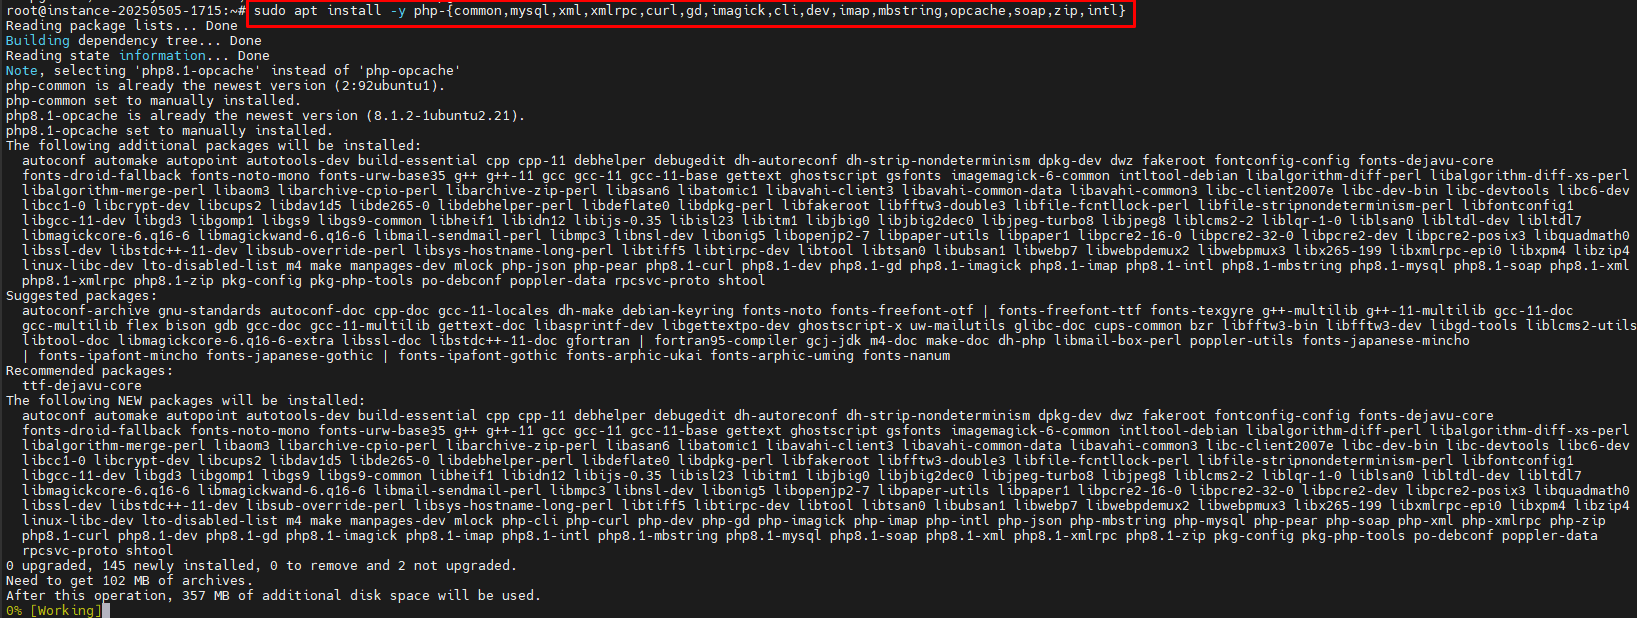 root@instance-20250505-1715:~# sudo apt install -y php-{common,mysql,xml,xmlrpc,curl,gd,imagick,cli,dev,imap,mbstring,opcache,soap,zip,intl}
Reading package lists... Done
Building dependency tree... Done
Reading state information... Done
Note, selecting 'php8.1-opcache' instead of 'php-opcache'
php-common is already the newest version (2:92ubuntu1).
php-common set to manually installed.
php8.1-opcache is already the newest version (8.1.2-1ubuntu2.21).
php8.1-opcache set to manually installed.
The following additional packages will be installed:
autoconf automake autopoint autotools-dev build-essential cpp cpp-11 debhelper debugedit dh-autoreconf dh-strip-nondeterminism dpkg-dev dwz fakeroot fontconfig-config fonts-dejavu-core
fonts-droid-fallback fonts-noto-mono fonts-urw-base35 g++ g++-11 gcc gcc-11 gcc-11-base gettext ghostscript gsfonts imagemagick-6-common intltool-debian libalgorithm-diff-perl libalgorithm-diff-xs-perl
libalgorithm-merge-perl libaom3 libarchive-cpio-perl libarchive-zip-perl libasan6 libatomic1 libavahi-client3 libavahi-common-data libavahi-common3 libc-client2007e libc-dev-bin libc-devtools libc6-dev
libcc1-0 libcrypt-dev libcups2 libdav1d5 libde265-0 libdebhelper-perl libdeflate0 libdpkg-perl libfakeroot libfftw3-double3 libfile-fcntllock-perl libfile-stripnondeterminism-perl libfontconfig1
libgcc-11-dev libgd3 libgomp1 libgs9 libgs9-common libheif1 libidn12 libijs-0.35 libisl23 libitm1 libjbig0 libjbig2dec0 libjpeg-turbo8 libjpeg8 liblcms2-2 liblqr-1-0 liblsan0 libltdl-dev libltdl7
libmagickcore-6.q16-6 libmagickwand-6.q16-6 libmail-sendmail-perl libmpc3 libnsl-dev libonig5 libopenjp2-7 libpaper-utils libpaper1 libpcre2-16-0 libpcre2-32-0 libpcre2-dev libpcre2-posix3 libquadmath0
libssl-dev libstdc++-11-dev libsub-override-perl libsys-hostname-long-perl libtiff5 libtirpc-dev libtool libtsan0 libubsan1 libwebp7 libwebpdemux2 libwebpmux3 libx265-199 libxmlrpc-epi0 libxpm4 libzip4
linux-libc-dev lto-disabled-list m4 make manpages-dev mlock php-json php-pear php8.1-curl php8.1-dev php8.1-gd php8.1-imagick php8.1-imap php8.1-intl php8.1-mbstring php8.1-mysql php8.1-soap php8.1-xml
php8.1-xmlrpc php8.1-zip pkg-config pkg-php-tools po-debconf poppler-data rpcsvc-proto shtool
Suggested packages:
autoconf-archive gnu-standards autoconf-doc cpp-doc gcc-11-locales dh-make debian-keyring fonts-noto fonts-freefont-otf | fonts-freefont-ttf fonts-texgyre g++-multilib g++-11-multilib gcc-11-doc
gcc-multilib flex bison gdb gcc-doc gcc-11-multilib gettext-doc libasprintf-dev libgettextpo-dev ghostscript-x uw-mailutils glibc-doc cups-common bzr libfftw3-bin libfftw3-dev libgd-tools liblcms2-utils
libtool-doc libmagickcore-6.q16-6-extra libssl-doc libstdc++-11-doc gfortran | fortran95-compiler gcj-jdk m4-doc make-doc dh-php libmail-box-perl poppler-utils fonts-japanese-mincho
| fonts-ipafont-mincho fonts-japanese-gothic | fonts-ipafont-gothic fonts-arphic-ukai fonts-arphic-uming fonts-nanum
Recommended packages:
ttf-dejavu-core
The following NEW packages will be installed:
autoconf automake autopoint autotools-dev build-essential cpp cpp-11 debhelper debugedit dh-autoreconf dh-strip-nondeterminism dpkg-dev dwz fakeroot fontconfig-config fonts-dejavu-core
fonts-droid-fallback fonts-noto-mono fonts-urw-base35 g++ g++-11 gcc gcc-11 gcc-11-base gettext ghostscript gsfonts imagemagick-6-common intltool-debian libalgorithm-diff-perl libalgorithm-diff-xs-perl
libalgorithm-merge-perl libaom3 libarchive-cpio-perl libarchive-zip-perl libasan6 libatomic1 libavahi-client3 libavahi-common-data libavahi-common3 libc-client2007e libc-dev-bin libc-devtools libc6-dev
libcc1-0 libcrypt-dev libcups2 libdav1d5 libde265-0 libdebhelper-perl libdeflate0 libdpkg-perl libfakeroot libfftw3-double3 libfile-fcntllock-perl libfile-stripnondeterminism-perl libfontconfig1
libgcc-11-dev libgd3 libgomp1 libgs9 libgs9-common libheif1 libidn12 libijs-0.35 libisl23 libitm1 libjbig0 libjbig2dec0 libjpeg-turbo8 libjpeg8 liblcms2-2 liblqr-1-0 liblsan0 libltdl-dev libltdl7
libmagickcore-6.q16-6 libmagickwand-6.q16-6 libmail-sendmail-perl libmpc3 libnsl-dev libonig5 libopenjp2-7 libpaper-utils libpaper1 libpcre2-16-0 libpcre2-32-0 libpcre2-dev libpcre2-posix3 libquadmath0
libssl-dev libstdc++-11-dev libsub-override-perl libsys-hostname-long-perl libtiff5 libtirpc-dev libtool libtsan0 libubsan1 libwebp7 libwebpdemux2 libwebpmux3 libx265-199 libxmlrpc-epi0 libxpm4 libzip4
linux-libc-dev lto-disabled-list m4 make manpages-dev mlock php-cli php-curl php-dev php-gd php-imagick php-imap php-intl php-json php-mbstring php-mysql php-pear php-soap php-xml php-xmlrpc php-zip
php8.1-curl php8.1-dev php8.1-gd php8.1-imagick php8.1-imap php8.1-intl php8.1-mbstring php8.1-mysql php8.1-soap php8.1-xml php8.1-xmlrpc php8.1-zip pkg-config pkg-php-tools po-debconf poppler-data
rpcsvc-proto shtool
0 upgraded, 145 newly installed, 0 to remove and 2 not upgraded.
Need to get 102 MB of archives.
After this operation, 357 MB of additional disk space will be used.
0% [Working]